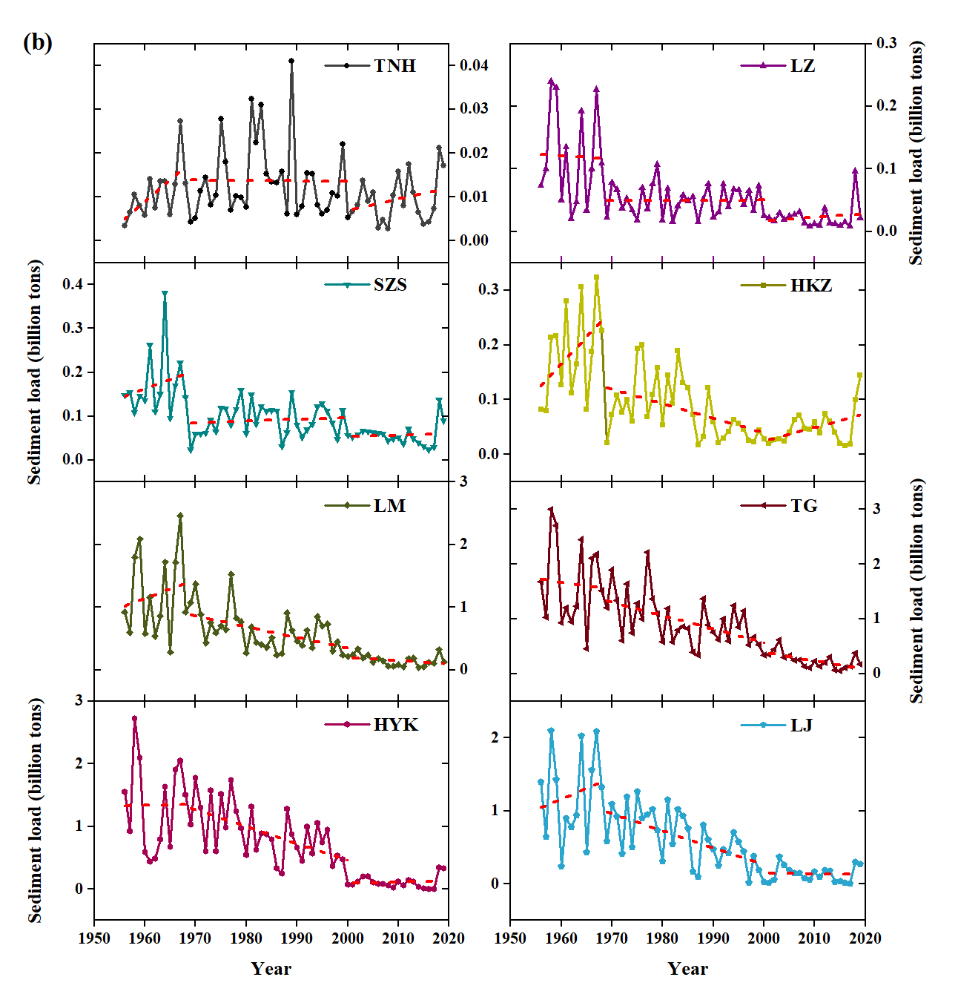 (b)
TNH
0.04
0.03
0.02
0.01
0.00
LZ
0.3
0.2
0.1
0.0
Sediment load (billion tons)
SZS
0.4
0.3
0.2
0.1
0.0
Sediment load (billion tons)
HKZ
0.3
0.2
0.1
0.0
LM
3
2
1
0
TG
3
2
1
0
Sediment load (billion tons)
HYK
3
2
1
0
Sediment load (billion tons)
LJ
2
1
0
1950 1960 1970 1980 1990 2000 2010 2020
1950 1960 1970 1980 1990 2000 2010 2020
Year
Year